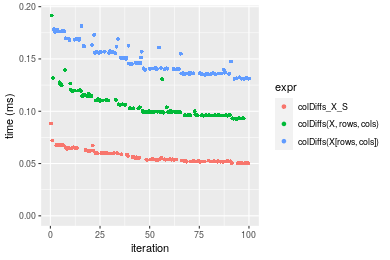 0.20
0.15
0.10
0.05
0.00
time (ms)
0
25
50
75
100
iteration
expr
colDiffs_X_S
colDiffs(X, rows, cols)
colDiffs(X[rows, cols])